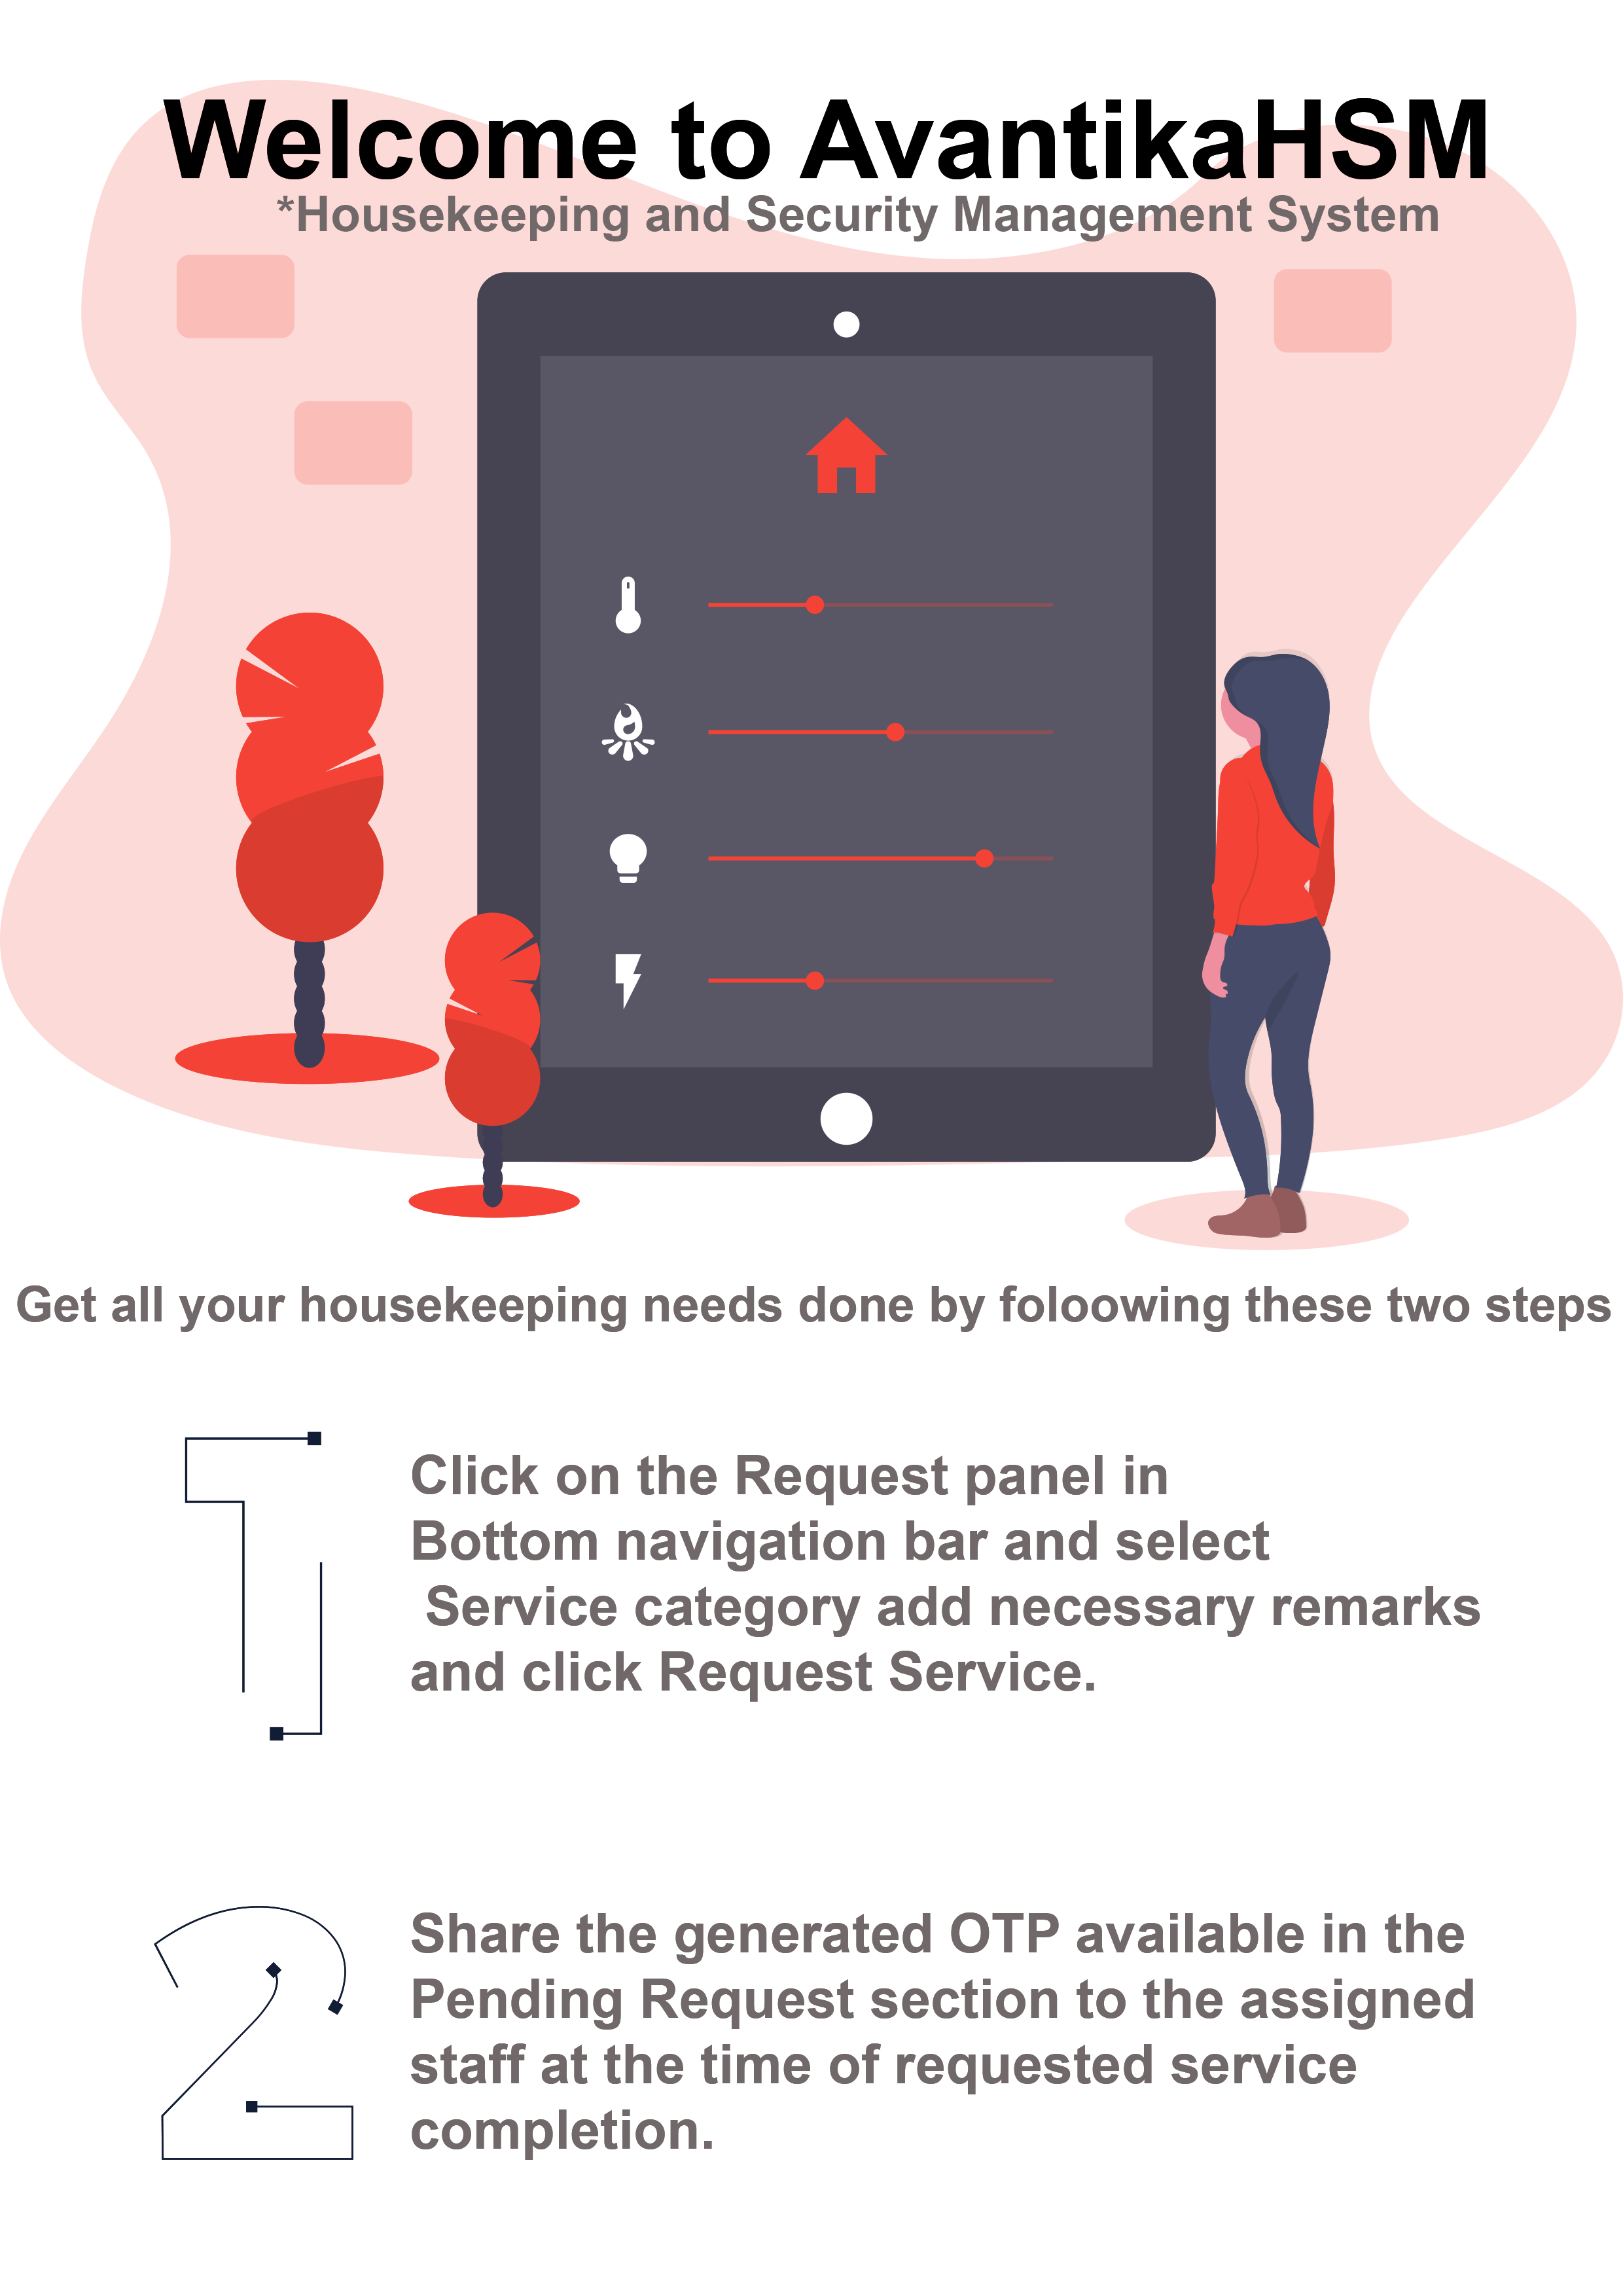 Welcome to AvantikaHSM
*Housekeeping and Security Management System
Get all your housekeeping needs done by foloowing these two steps
1
Click on the Request panel in
Bottom navigation bar and select
Service category add necessary remarks
and click Request Service.
2
Share the generated OTP available in the
Pending Request section to the assigned
staff at the time of requested service
completion.